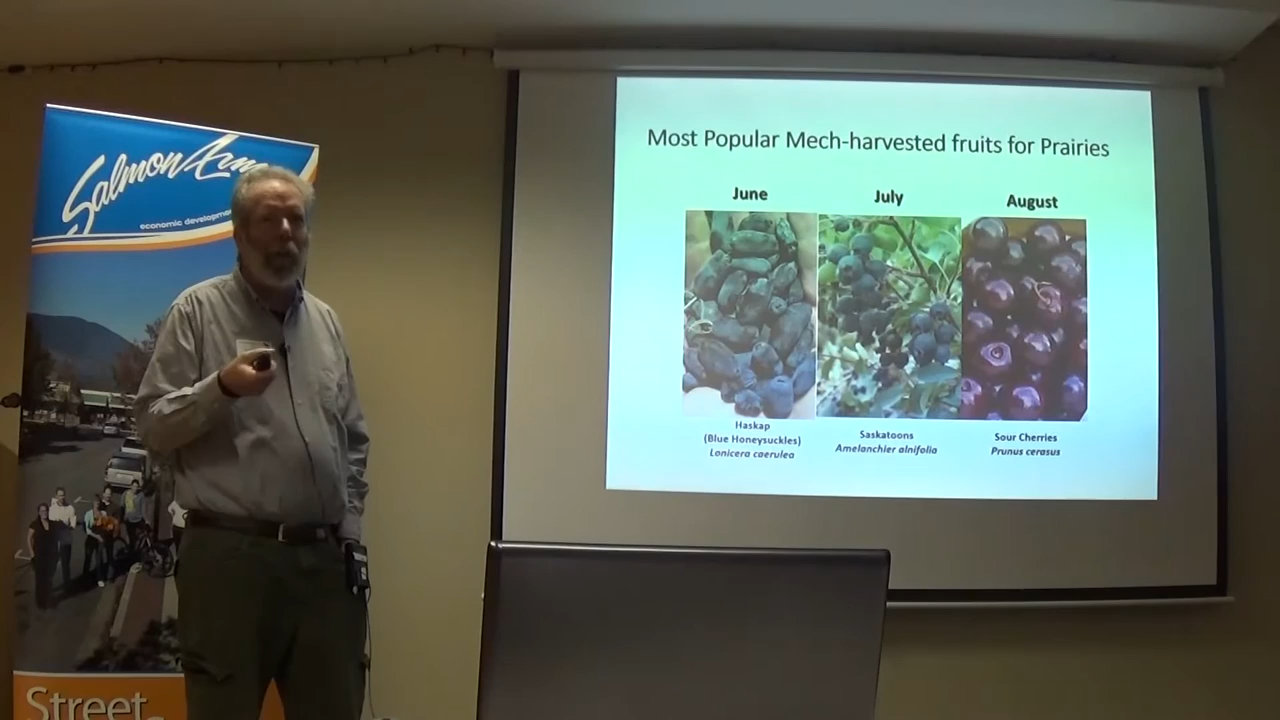 Salmon Arm
economic developme
Street
Most Popular Mech-harvested fruits for Prairies
June
July
August
Haskap
(Blue Honeysuckles)
Lonicera caerulea
Saskatoons
Amelanchier alnifolia
Sour Cherries
Prunus cerasus